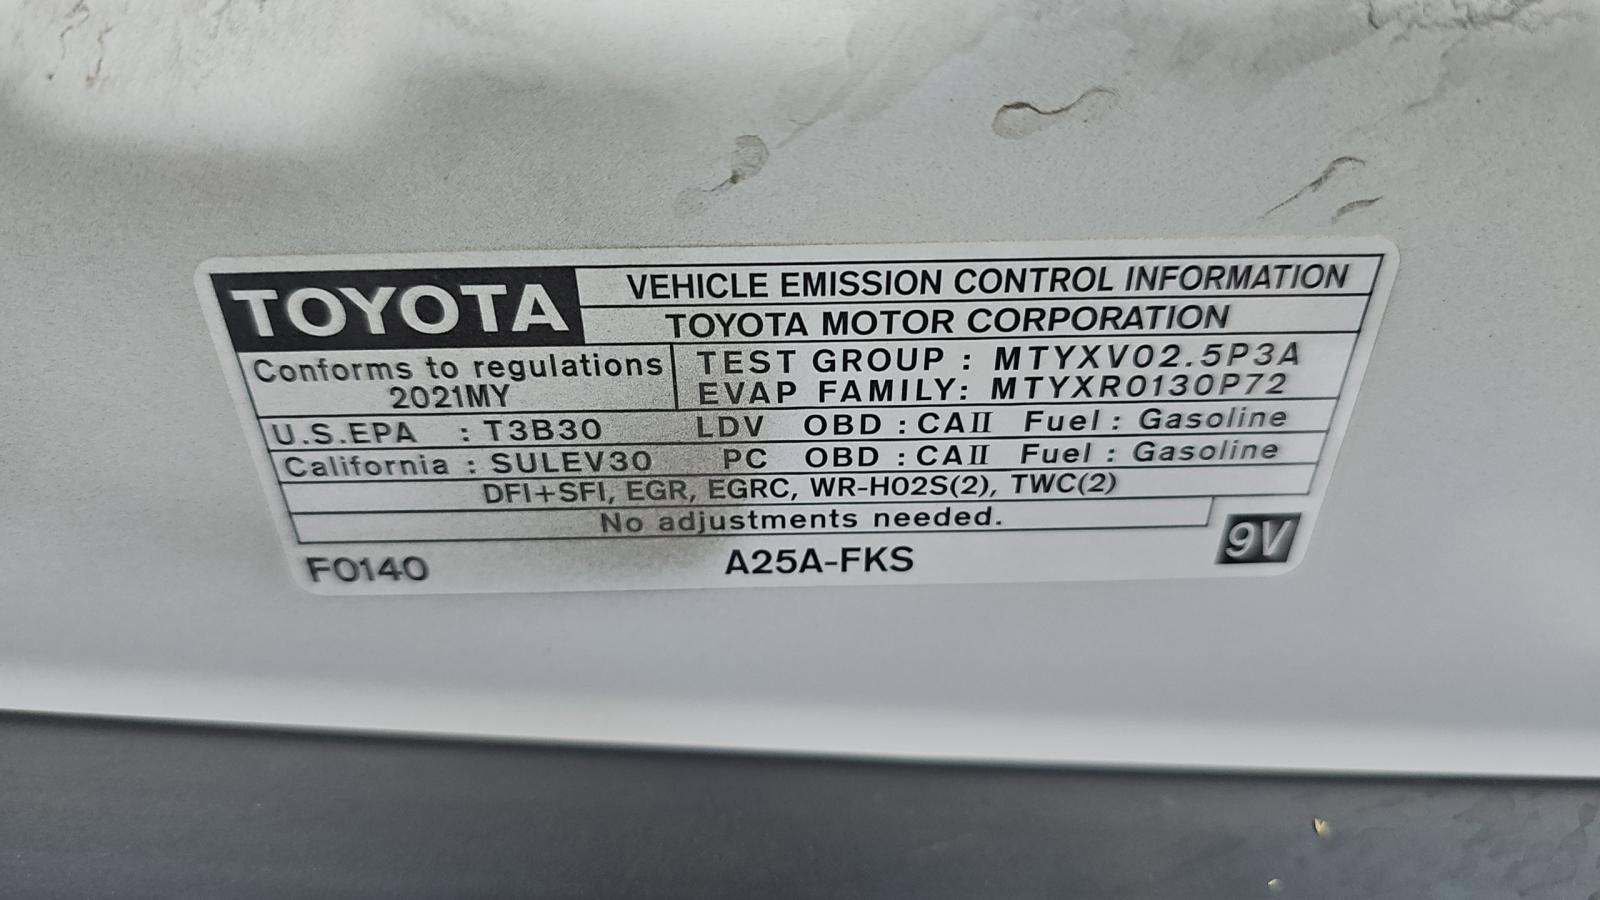 TOYOTA
VEHICLE EMISSION CONTROL INFORMATION
TOYOTA MOTOR CORPORATION
Conforms to regulations
2021MY
TEST GROUP : MTYXV02.5P3A
EVAP FAMILY: MTYXR0130P72
U.S.EPA : T3B30 LDV OBD : CAII Fuel : Gasoline
California : SULEV30 PC OBD : CAII Fuel : Gasoline
DFI+SFI, EGR, EGRC, WR-HO2S(2), TWC(2)
No adjustments needed.
F0140 A25A-FKS 9V